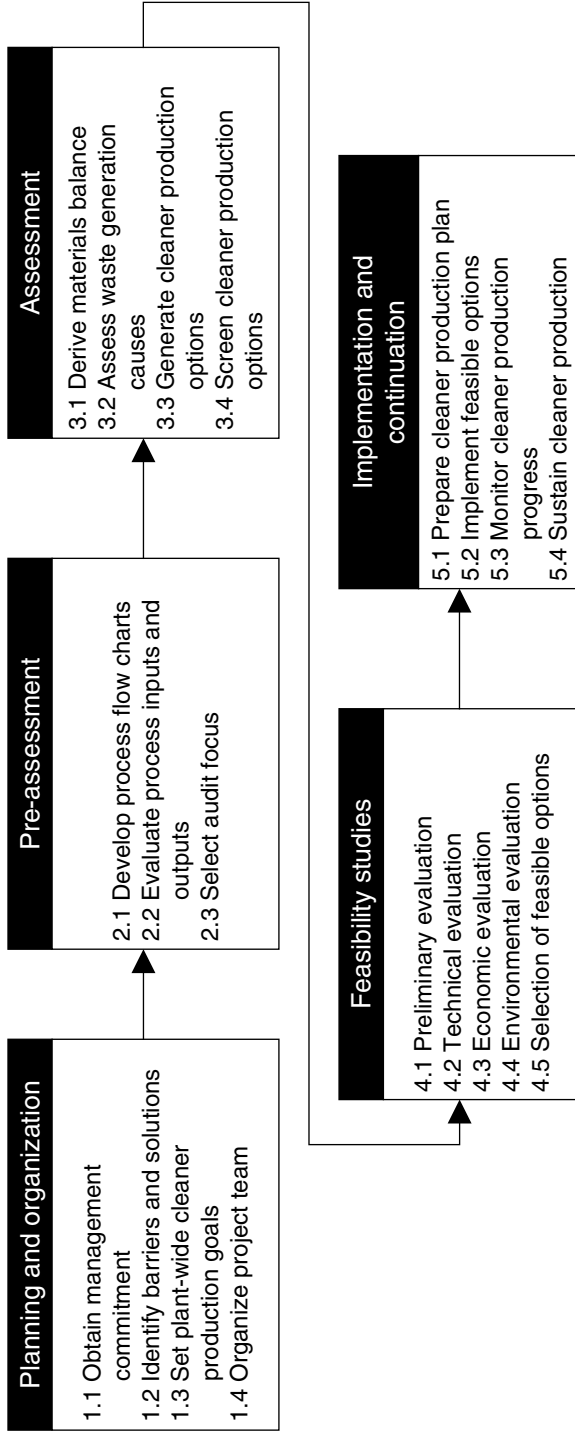 Planning and organization
1.1 Obtain management
commitment
1.2 Identify barriers and solutions
1.3 Set plant-wide cleaner
production goals
1.4 Organize project team
Pre-assessment
2.1 Develop process flow charts
2.2 Evaluate process inputs and
outputs
2.3 Select audit focus
Assessment
3.1 Derive materials balance
3.2 Assess waste generation
causes
3.3 Generate cleaner production
options
3.4 Screen cleaner production
options
Feasibility studies
4.1 Preliminary evaluation
4.2 Technical evaluation
4.3 Economic evaluation
4.4 Environmental evaluation
4.5 Selection of feasible options
Implementation and
continuation
5.1 Prepare cleaner production plan
5.2 Implement feasible options
5.3 Monitor cleaner production
progress
5.4 Sustain cleaner production